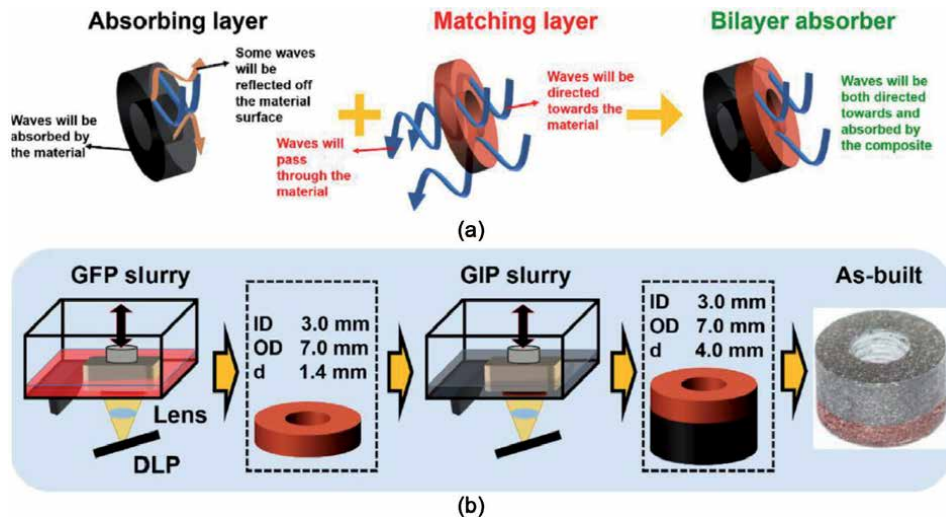 Absorbing layer
Matching layer
Bilayer absorber
Some waves
will be
reflected off
the material
surface
Waves will be
absorbed by
the material
Waves will be
directed
towards the
material
Waves will
pass
through the
material
Waves will be
both directed
towards and
absorbed by
the composite
(a)
GFP slurry
GIP slurry
As-built
ID 3.0 mm
OD 7.0 mm
d 1.4 mm
ID 3.0 mm
OD 7.0 mm
d 4.0 mm
Lens
DLP
(b)